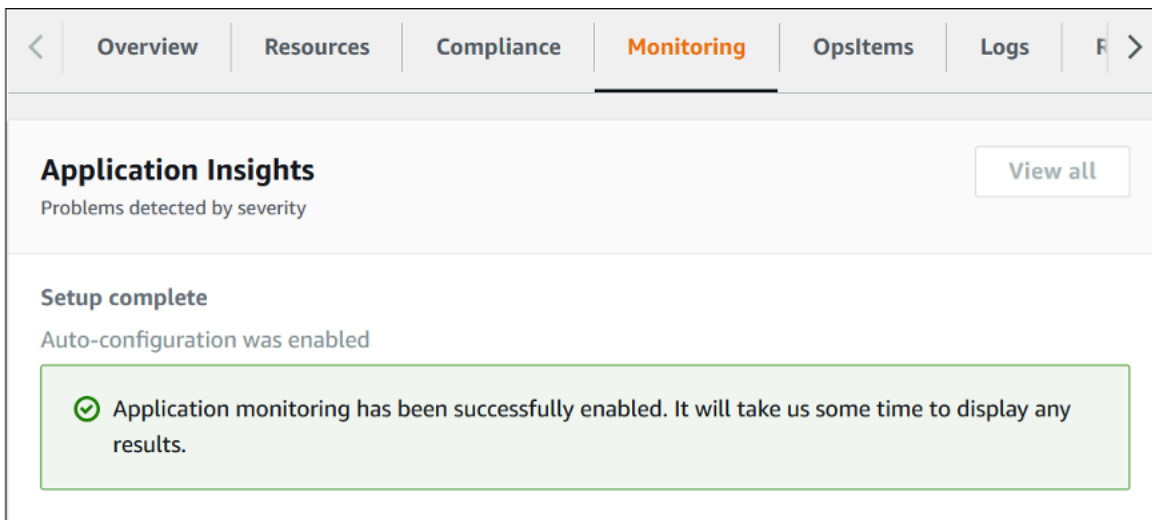 Overview Resources Compliance Monitoring OpsItems Logs
Application Insights View all
Problems detected by severity
Setup complete
Auto-configuration was enabled
Application monitoring has been successfully enabled. It will take us some time to display any
results.